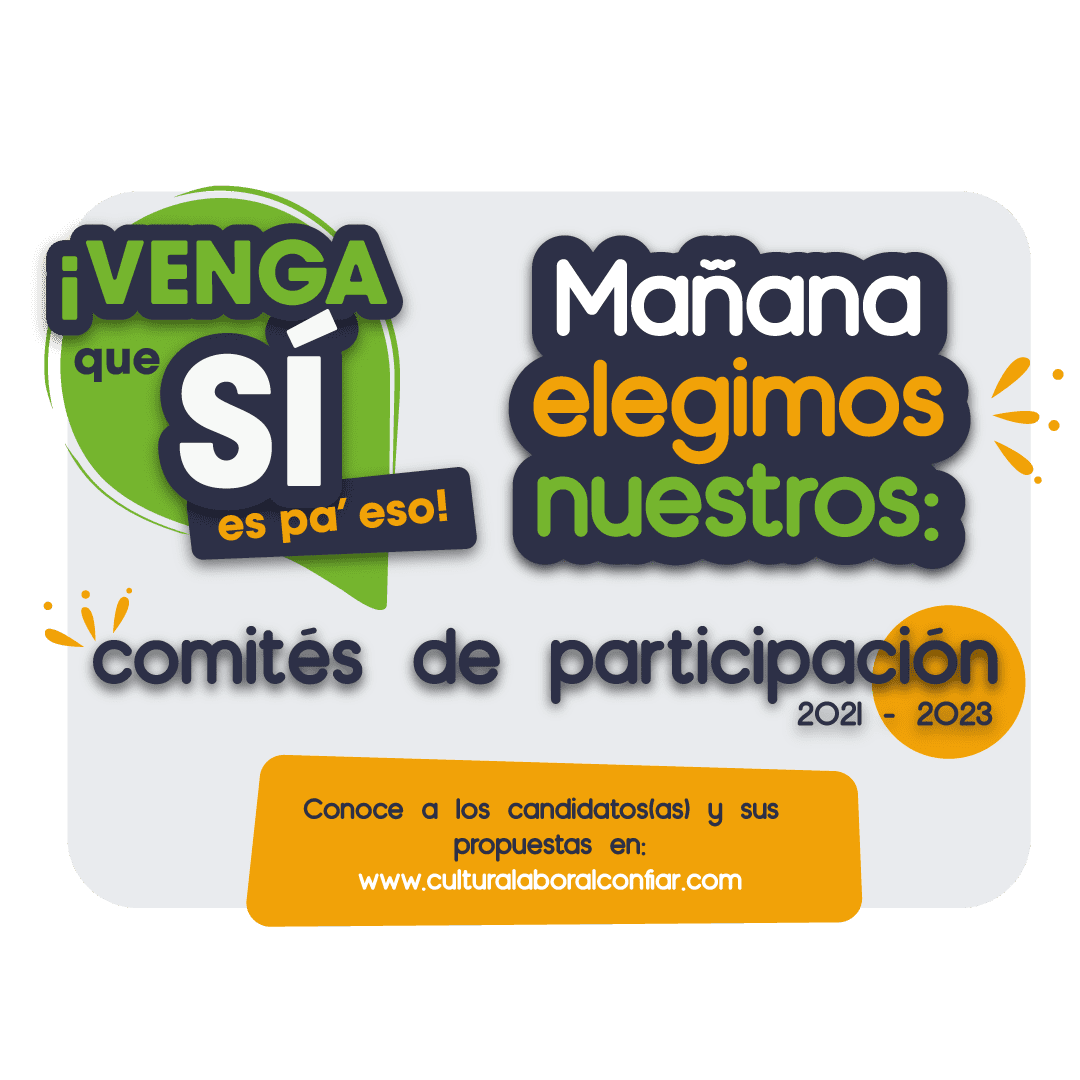 ¡VENGA
que SÍ
es pa' eso!
Mañana
elegimos
nuestros:
comités de participación
2021 - 2023
Conoce a los candidatos(as) y sus
propuestas en:
www.culturalaboralconfiar.com